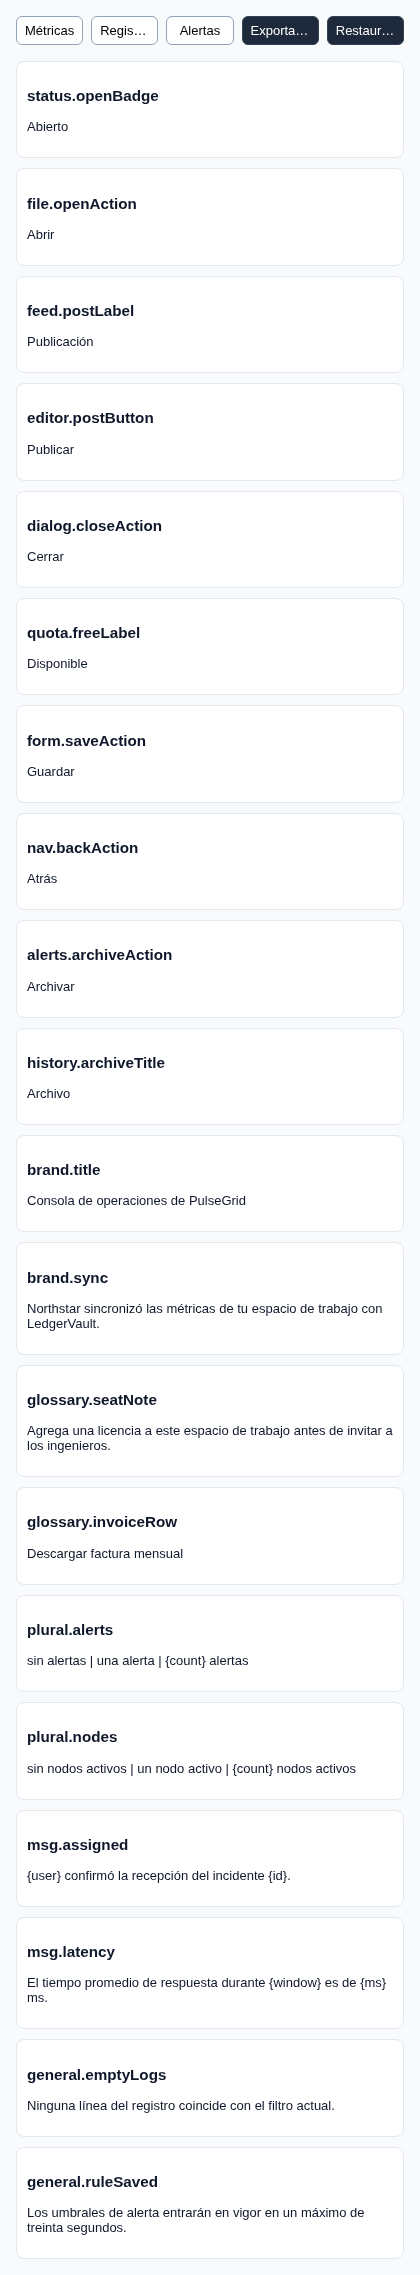 Métricas
Regis…
Alertas
Exporta…
Restaur…
status.openBadge
Abierto
file.openAction
Abrir
feed.postLabel
Publicación
editor.postButton
Publicar
dialog.closeAction
Cerrar
quota.freeLabel
Disponible
form.saveAction
Guardar
nav.backAction
Atrás
alerts.archiveAction
Archivar
history.archiveTitle
Archivo
brand.title
Consola de operaciones de PulseGrid
brand.sync
Northstar sincronizó las métricas de tu espacio de trabajo con
LedgerVault.
glossary.seatNote
Agrega una licencia a este espacio de trabajo antes de invitar a
los ingenieros.
glossary.invoiceRow
Descargar factura mensual
plural.alerts
sin alertas | una alerta | {count} alertas
plural.nodes
sin nodos activos | un nodo activo | {count} nodos activos
msg.assigned
{user} confirmó la recepción del incidente {id}.
msg.latency
El tiempo promedio de respuesta durante {window} es de {ms}
ms.
general.emptyLogs
Ninguna línea del registro coincide con el filtro actual.
general.ruleSaved
Los umbrales de alerta entrarán en vigor en un máximo de
treinta segundos.